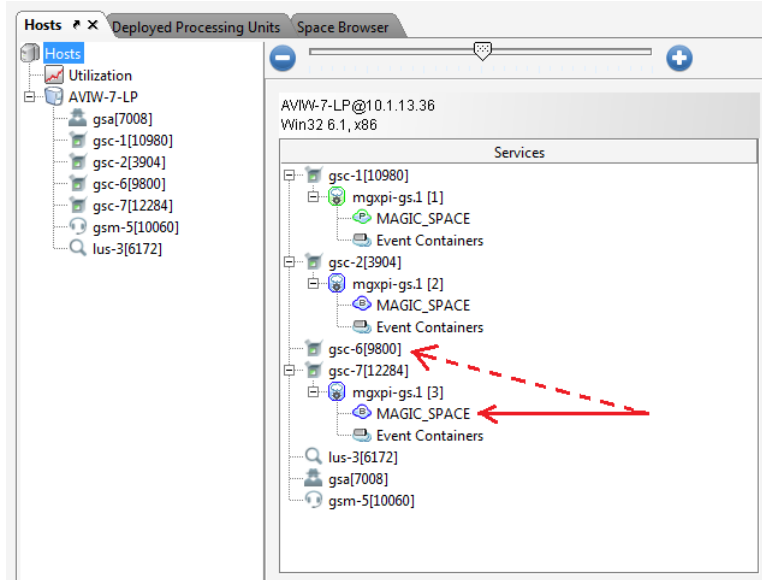 Hosts
Deployed Processing Units
Space Browser
Hosts
Utilization
AVIW-7-LP
gsa[7008]
gsc-1[10980]
gsc-2[3904]
gsc-6[9800]
gsc-7[12284]
gsm-5[10060]
lus-3[6172]
AVIW-7-LP@10.1.13.36
Win32 6.1, x86
Services
gsc-1[10980]
mgxpi-gs.1 [1]
P MAGIC_SPACE
Event Containers
gsc-2[3904]
mgxpi-gs.1 [2]
B MAGIC_SPACE
Event Containers
gsc-6[9800]
gsc-7[12284]
mgxpi-gs.1 [3]
B MAGIC_SPACE
Event Containers
lus-3[6172]
gsa[7008]
gsm-5[10060]